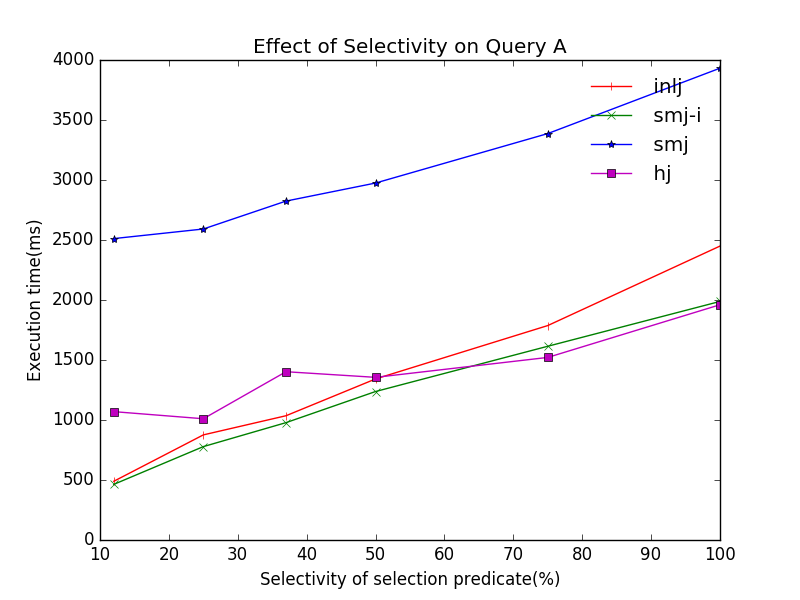 Effect of Selectivity on Query A
4000
3500
3000
2500
2000
1500
1000
500
0
Execution time(ms)
inlj
smj-i
smj
hj
10 20 30 40 50 60 70 80 90 100
Selectivity of selection predicate(%)